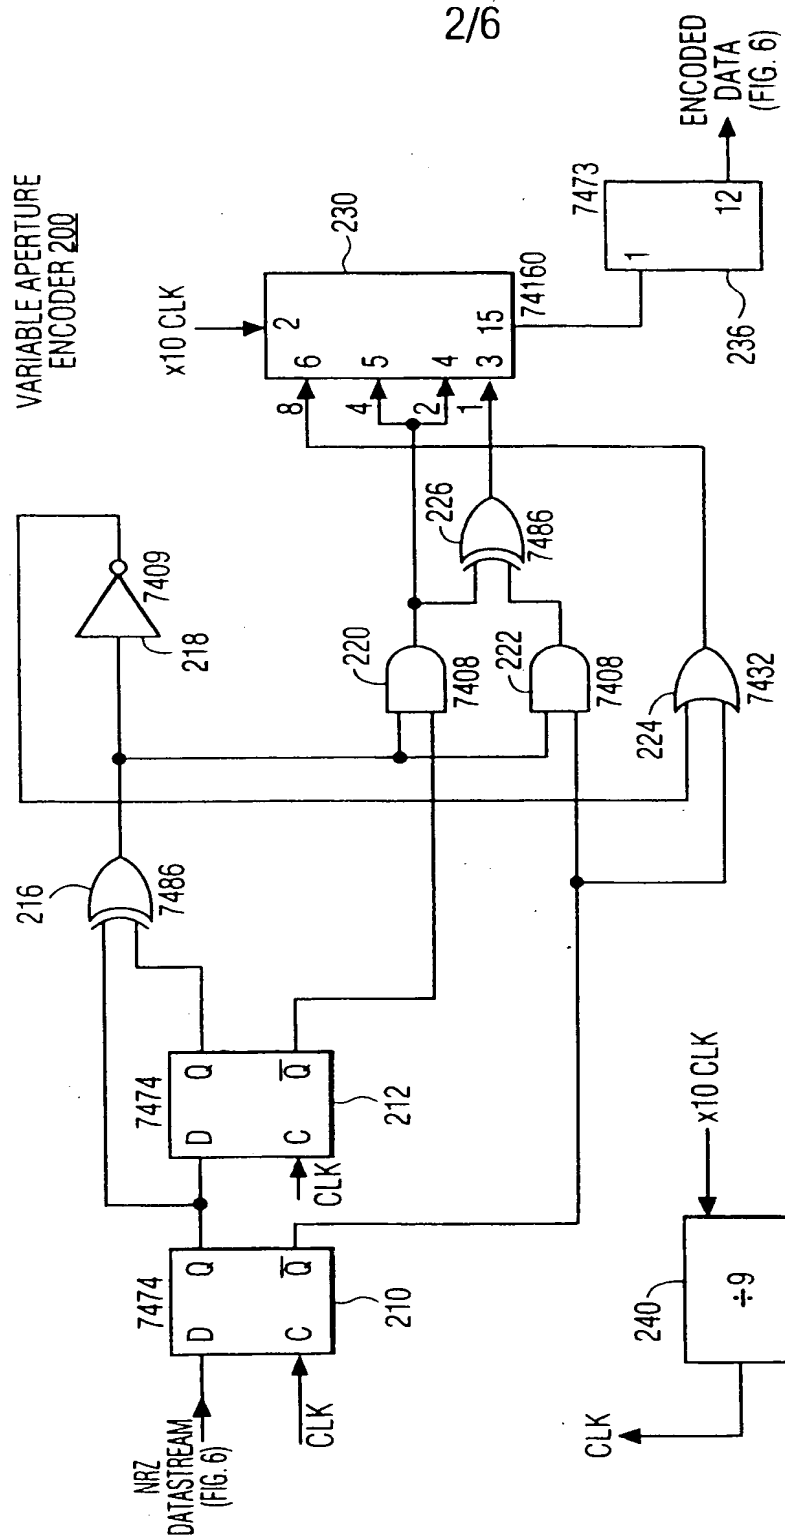 2/6
VARIABLE APERTURE
ENCODER 200
NRZ
DATASTREAM
(FIG. 6)
7474
D
Q
C
Q
CLK
210
7474
D
Q
C
Q
CLK
212
216
7486
7409
218
220
7408
222
7408
224
7432
226
7486
x10 CLK
230
8
4
2
1
6
5
4
3
2
15
74160
7473
1
12
236
ENCODED
DATA
(FIG. 6)
CLK
240
÷9
x10 CLK